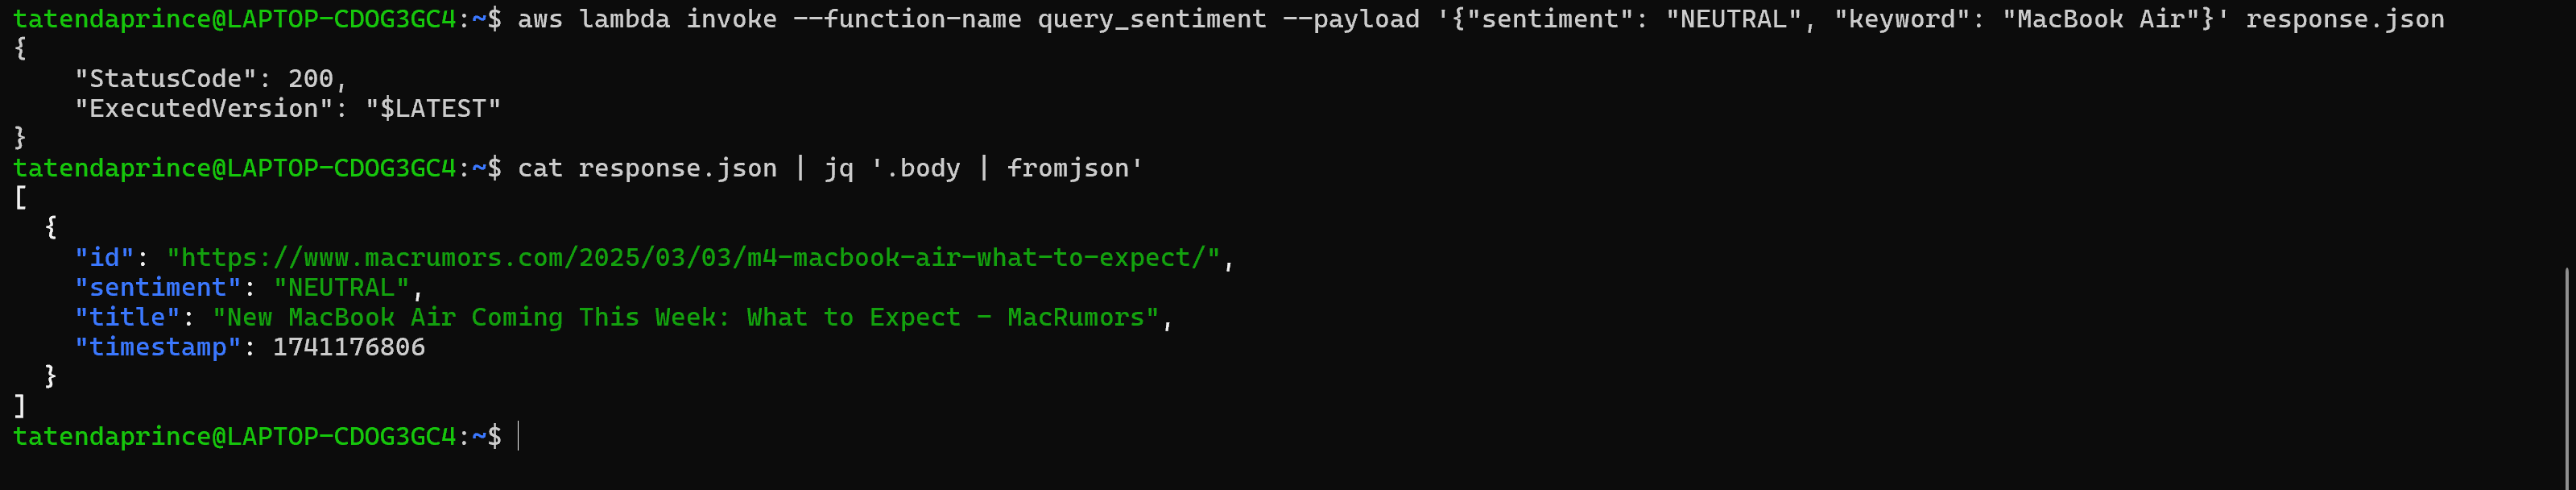 tatendaprince@LAPTOP-CDOG3GC4:~$ aws lambda invoke --function-name query_sentiment --payload '{"sentiment": "NEUTRAL", "keyword": "MacBook Air"}' response.json
{
    "StatusCode": 200,
    "ExecutedVersion": "$LATEST"
}
tatendaprince@LAPTOP-CDOG3GC4:~$ cat response.json | jq '.body | fromjson'
[
  {
    "id": "https://www.macrumors.com/2025/03/03/m4-macbook-air-what-to-expect/",
    "sentiment": "NEUTRAL",
    "title": "New MacBook Air Coming This Week: What to Expect - MacRumors",
    "timestamp": 1741176806
  }
]
tatendaprince@LAPTOP-CDOG3GC4:~$